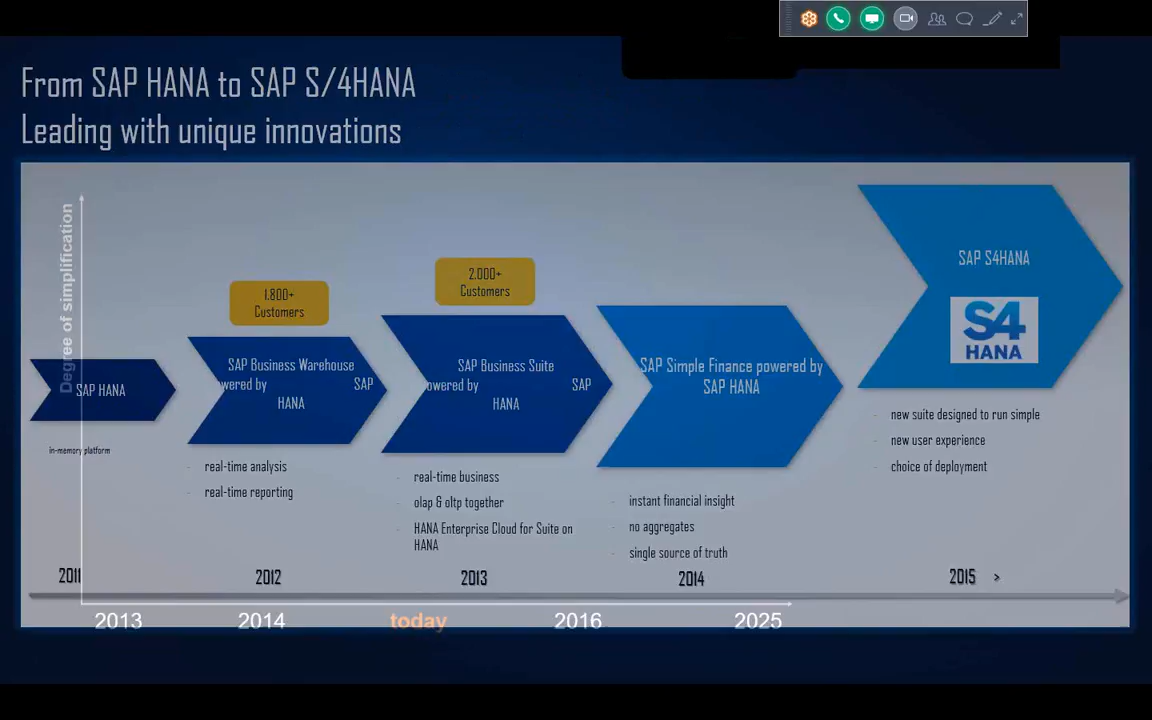 From SAP HANA to SAP S/4HANA
Leading with unique innovations
Degree of simplification
SAP HANA
in-memory platform
1.800+
Customers
SAP Business Warehouse
wered by SAP
HANA
real-time analysis
real-time reporting
2.000+
Customers
SAP Business Suite
owered by SAP
HANA
real-time business
olap & oltp together
HANA Enterprise Cloud for Suite on
HANA
SAP Simple Finance powered by
SAP HANA
instant financial insight
no aggregates
single source of truth
SAP S4HANA
S4
HANA
new suite designed to run simple
new user experience
choice of deployment
2011 2012 2013 2014 2015 >
2013 2014 today 2016 2025